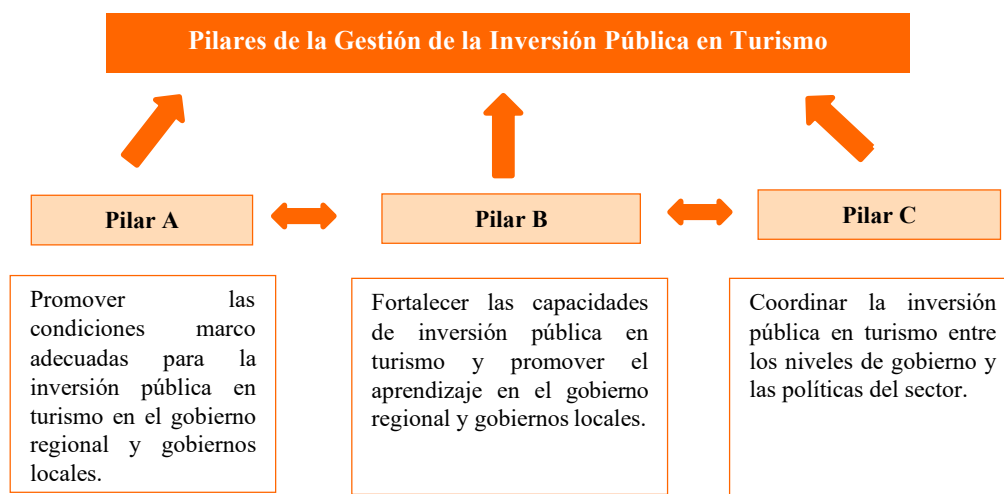 Pilares de la Gestión de la Inversión Pública en Turismo
Pilar A
Pilar B
Pilar C
Promover las
condiciones marco
adecuadas para la
inversión pública en
turismo en el gobierno
regional y gobiernos
locales.
Fortalecer las capacidades
de inversión pública en
turismo y promover el
aprendizaje en el gobierno
regional y gobiernos locales.
Coordinar la inversión
pública en turismo entre
los niveles de gobierno y
las políticas del sector.